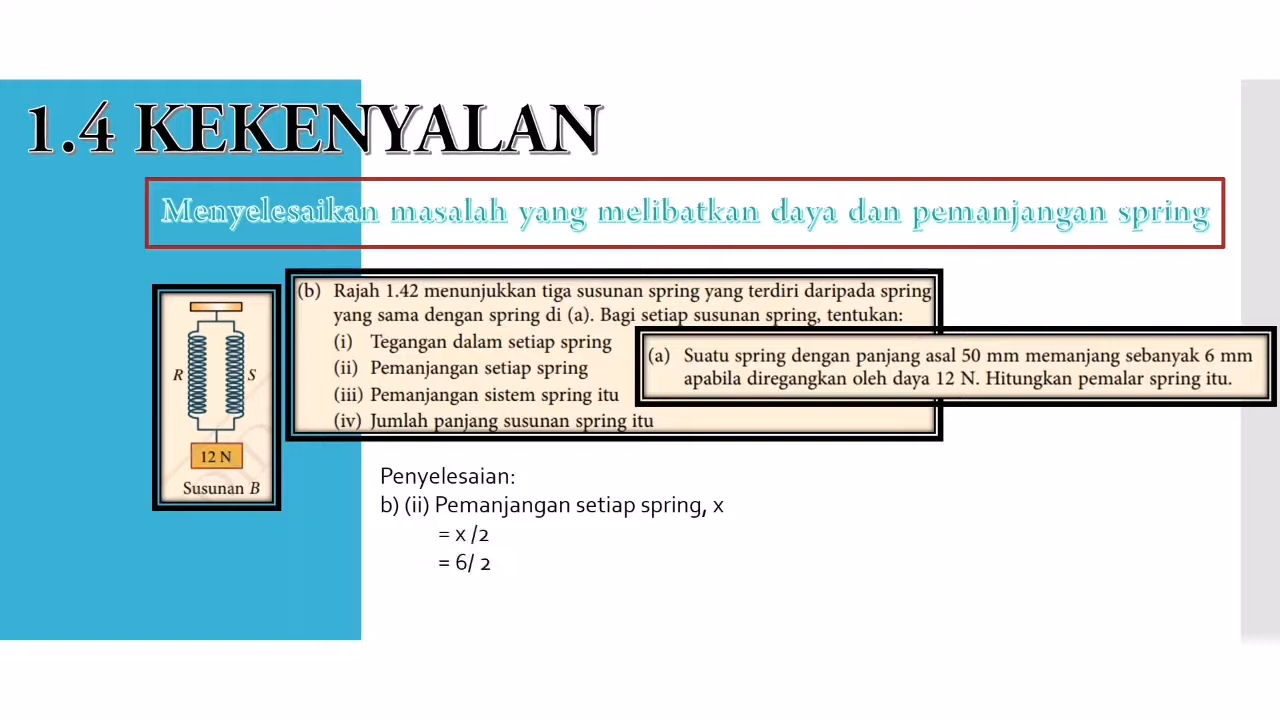 1.4 KEKENYALAN
Menyelesaikan masalah yang melibatkan daya dan pemanjangan spring
R
S
12 N
Susunan B
(b) Rajah 1.42 menunjukkan tiga susunan spring yang terdiri daripada spring
yang sama dengan spring di (a). Bagi setiap susunan spring, tentukan:
(i) Tegangan dalam setiap spring
(ii) Pemanjangan setiap spring
(iii) Pemanjangan sistem spring itu
(iv) Jumlah panjang susunan spring itu
(a) Suatu spring dengan panjang asal 50 mm memanjang sebanyak 6 mm
apabila diregangkan oleh daya 12 N. Hitungkan pemalar spring itu.
Penyelesaian:
b) (ii) Pemanjangan setiap spring, x
= x /2
= 6/ 2